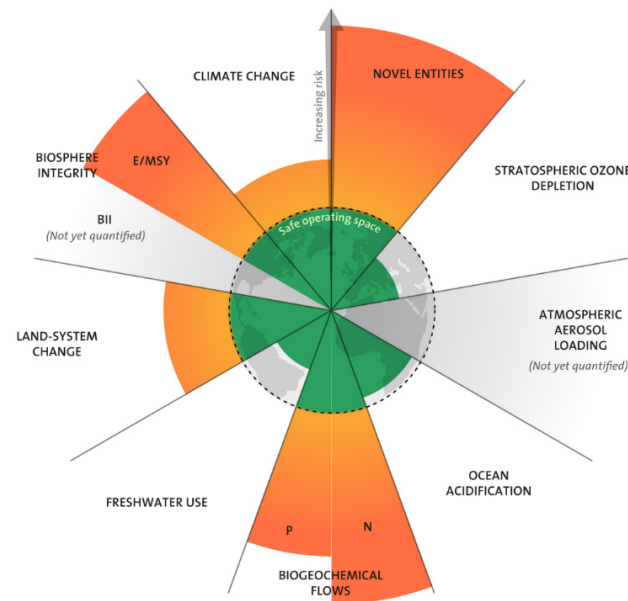 CLIMATE CHANGE
NOVEL ENTITIES
Increasing risk
BIOSPHERE
INTEGRITY
E/MSY
STRATOSPHERIC OZONE
DEPLETION
BII
(Not yet quantified)
Safe operating space
LAND-SYSTEM
CHANGE
ATMOSPHERIC
AEROSOL
LOADING
(Not yet quantified)
FRESHWATER USE
OCEAN
ACIDIFICATION
P
N
BIOGEOCHEMICAL
FLOWS